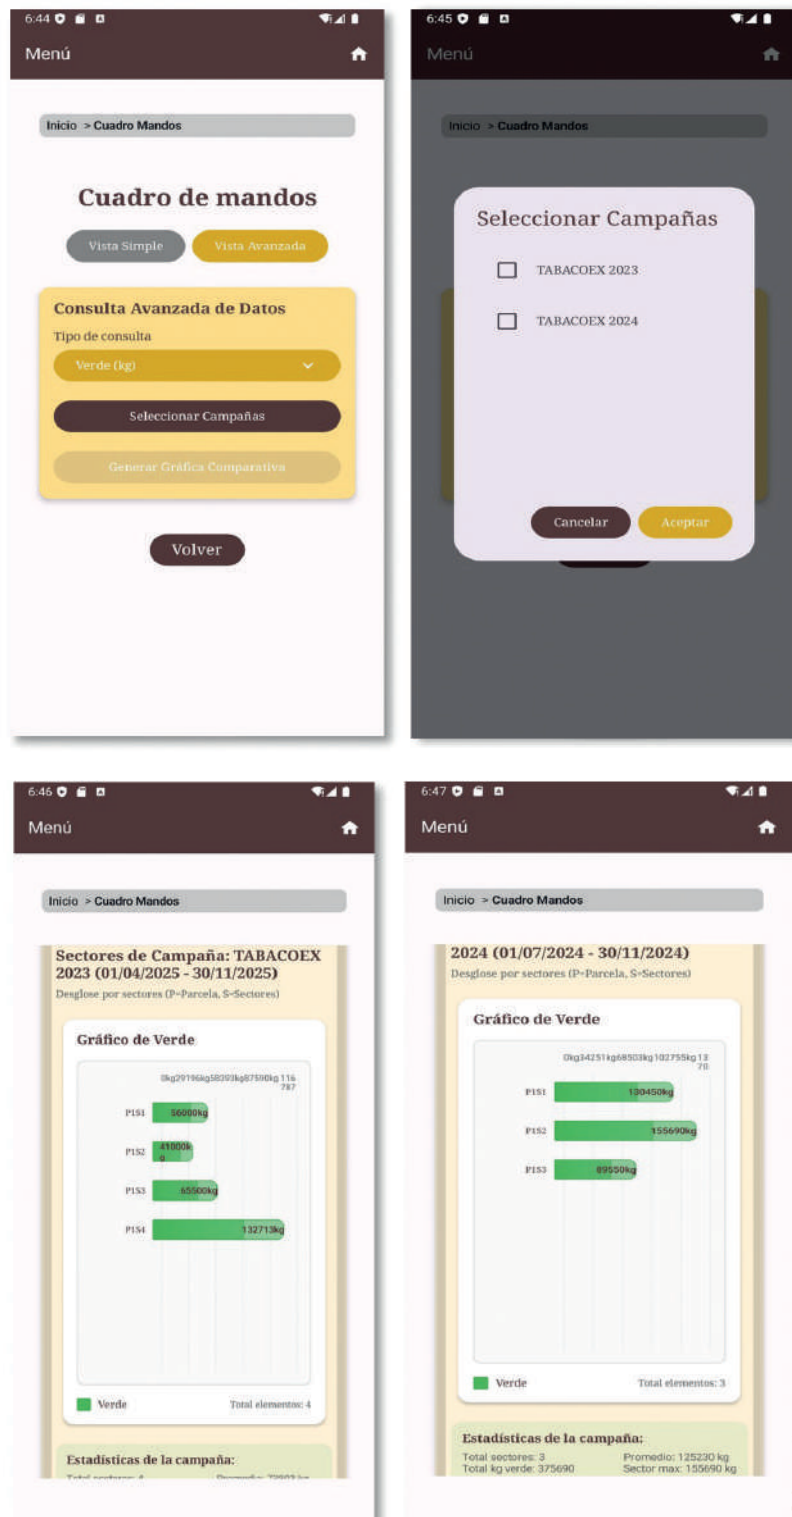 6:44
Menú
Inicio > Cuadro Mandos
Cuadro de mandos
Vista Simple
Vista Avanzada
Consulta Avanzada de Datos
Tipo de consulta
Verde (kg)
Seleccionar Campañas
Generar Gráfica Comparativa
Volver
6:45
Menú
Inicio > Cuadro Mandos
Seleccionar Campañas
TABACOEX 2023
TABACOEX 2024
Cancelar
Aceptar
6:46
Menú
Inicio > Cuadro Mandos
Sectores de Campaña: TABACOEX
2023 (01/04/2025 - 30/11/2025)
Desglose por sectores (P=Parcela, S=Sectores)
Gráfico de Verde
0kg29196kg58393kg87590kg 116
787
P1S1 56000kg
P1S2 41000k
g
P1S3 65500kg
P1S4 132713kg
Verde
Total elementos: 4
Estadísticas de la campaña:
6:47
Menú
Inicio > Cuadro Mandos
2024 (01/07/2024 - 30/11/2024)
Desglose por sectores (P=Parcela, S=Sectores)
Gráfico de Verde
0kg34251kg68503kg102755kg 13
70
P1S1 130450kg
P1S2 155690kg
P1S3 89550kg
Verde
Total elementos: 3
Estadísticas de la campaña:
Total sectores: 3
Promedio: 125230 kg
Total kg verde: 375690
Sector max: 155690 kg